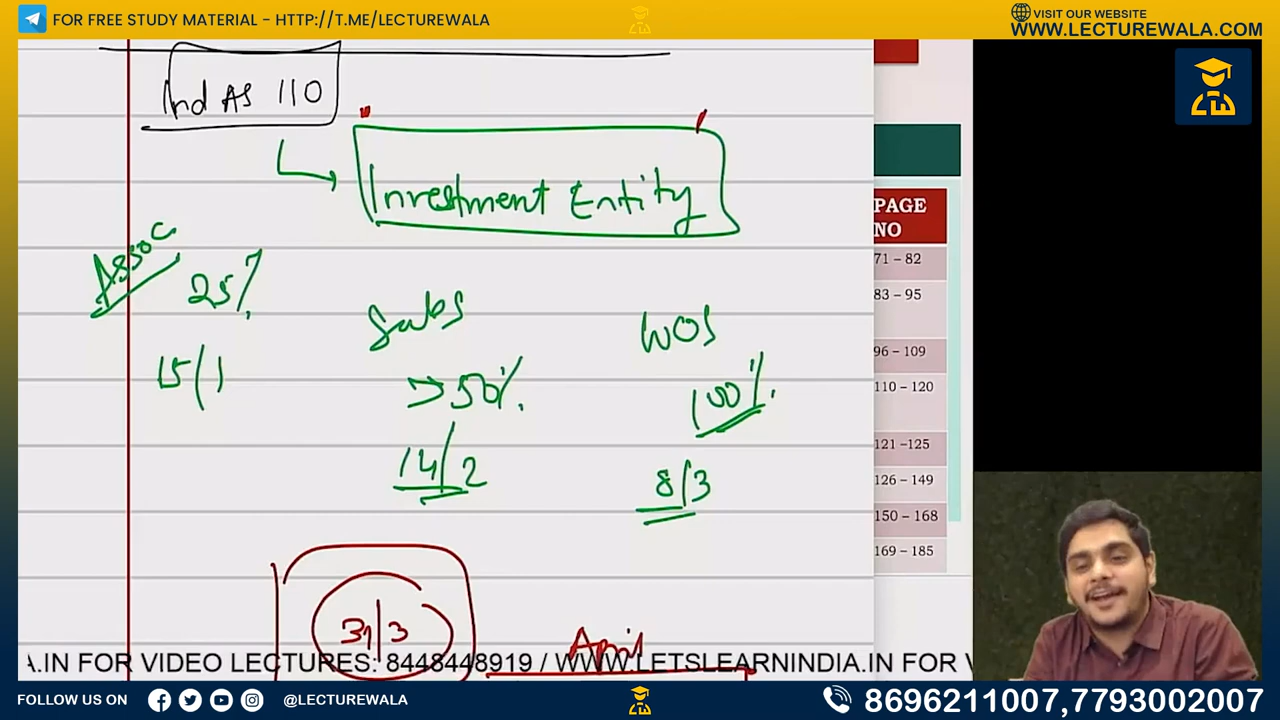 FOR FREE STUDY MATERIAL - HTTP://T.ME/LECTUREWALA
VISIT OUR WEBSITE
WWW.LECTUREWALA.COM
Ind AS 110
Investment Entity
Assoc
25%
15/1
Subs
>50%.
14/2
WOS
100%.
8/3
31/3
April
PAGE
NO
71 – 82
83 – 95
96 – 109
110 – 120
121 –125
126 – 149
150 – 168
169 – 185
A.IN FOR VIDEO LECTURES: 8448448919 / WWW.LETSLEARNINDIA.IN FOR V
FOLLOW US ON
@LECTUREWALA
8696211007,7793002007